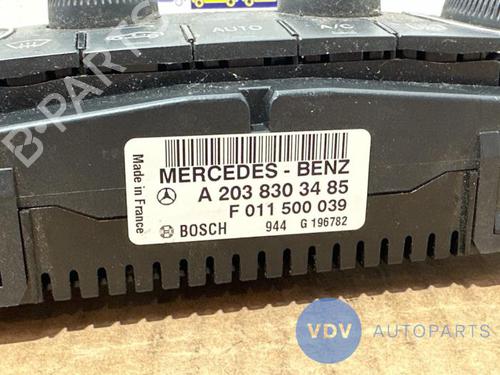 AUTO
A/C
B-PARTS
Made in France
MERCEDES - BENZ
A 203 830 34 85
F 011 500 039
BOSCH 944 G 196782
VDV AUTOPARTS